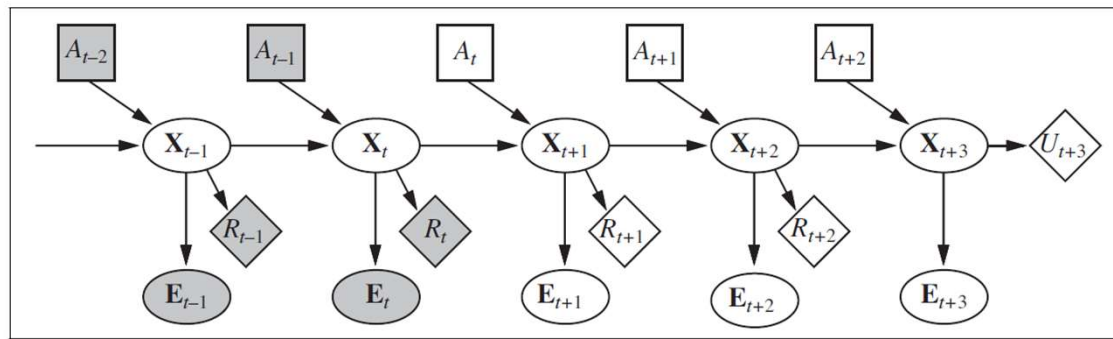 A_{t–2} A_{t–1} A_t A_{t+1} A_{t+2}
X_{t–1} X_t X_{t+1} X_{t+2} X_{t+3} U_{t+3}
R_{t–1} R_t R_{t+1} R_{t+2}
E_{t–1} E_t E_{t+1} E_{t+2} E_{t+3}